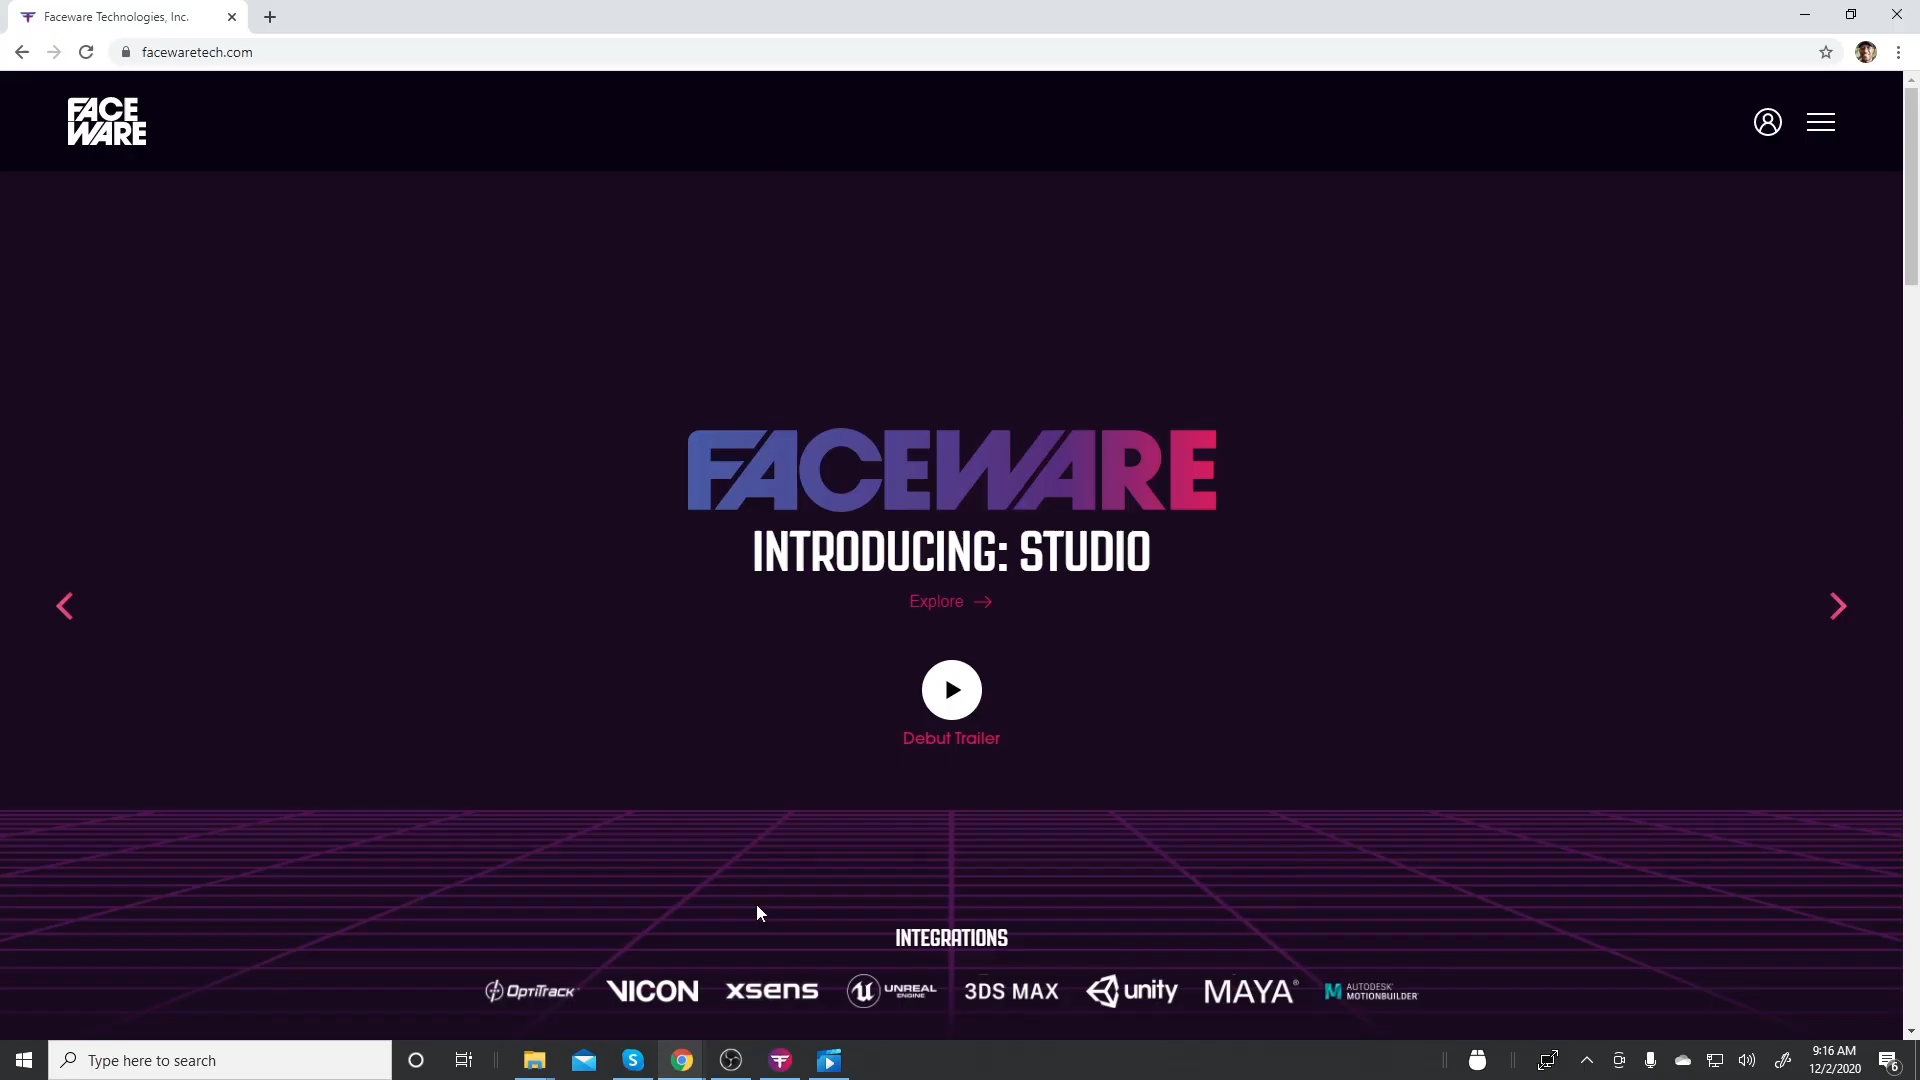 Faceware Technologies, Inc.
facewaretech.com
FACE
WARE
FACEWARE
INTRODUCING: STUDIO
Explore
Debut Trailer
INTEGRATIONS
OPTITRACK VICON xsens UNREAL ENGINE 3DS MAX unity MAYA® AUTODESK® MOTIONBUILDER®
Type here to search
9:16 AM
12/2/2020
6